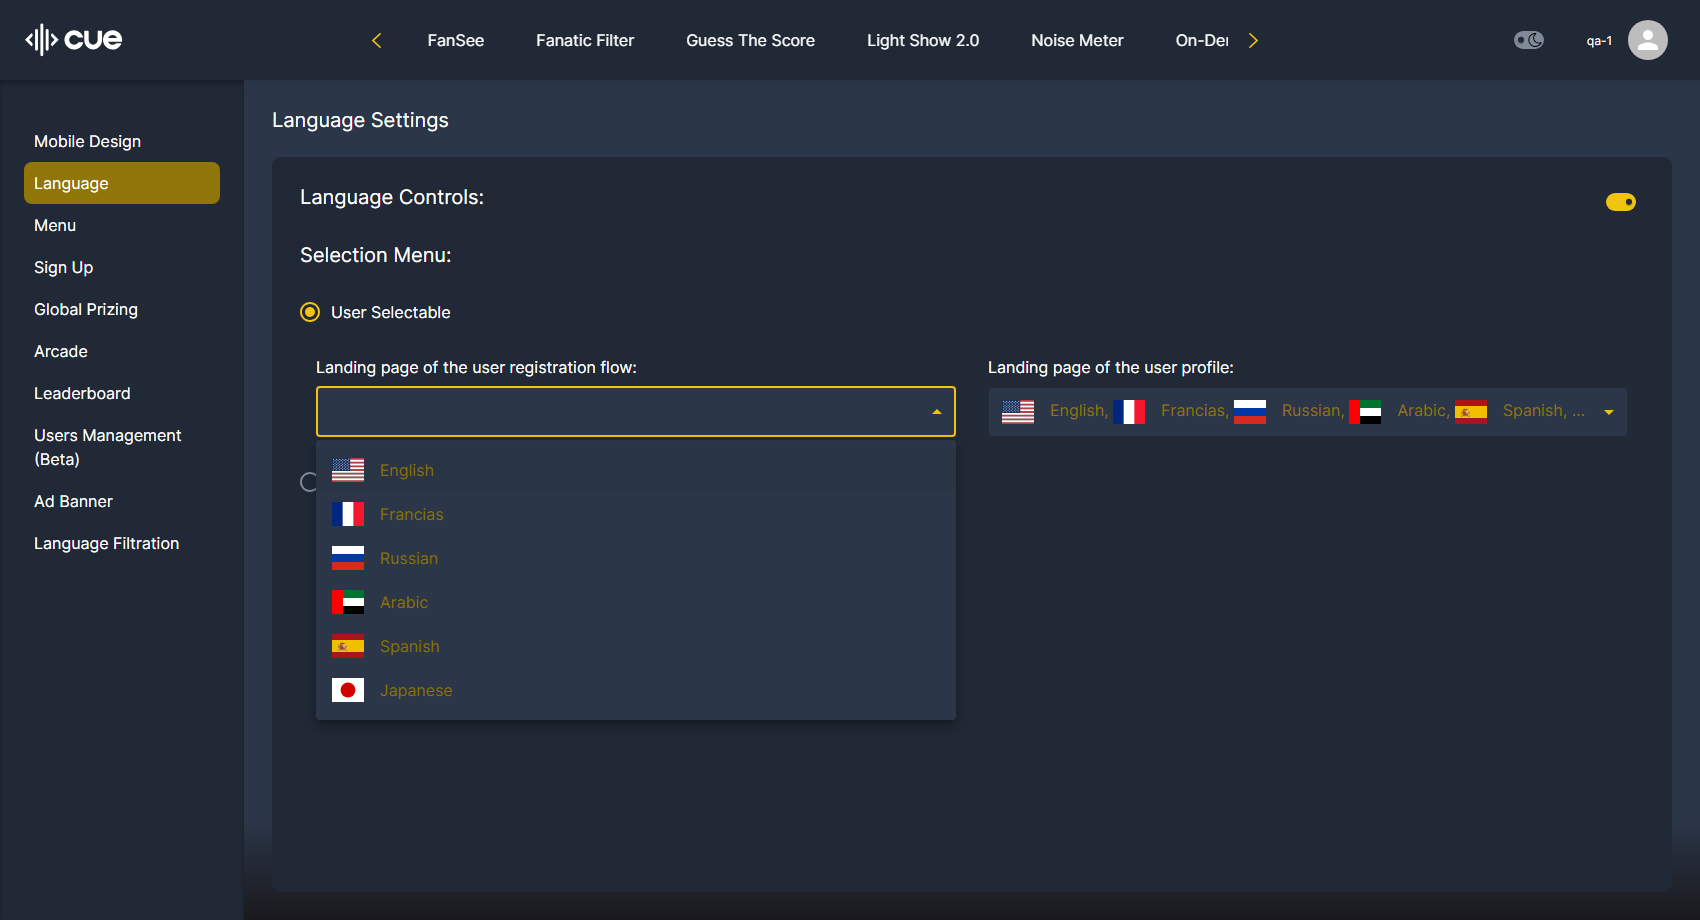 cue
FanSee
Fanatic Filter
Guess The Score
Light Show 2.0
Noise Meter
On-Der
qa-1
Mobile Design
Language
Menu
Sign Up
Global Prizing
Arcade
Leaderboard
Users Management
(Beta)
Ad Banner
Language Filtration
Language Settings
Language Controls:
Selection Menu:
User Selectable
Landing page of the user registration flow:
English
Francias
Russian
Arabic
Spanish
Japanese
Landing page of the user profile:
English, Francias, Russian, Arabic, Spanish, ...